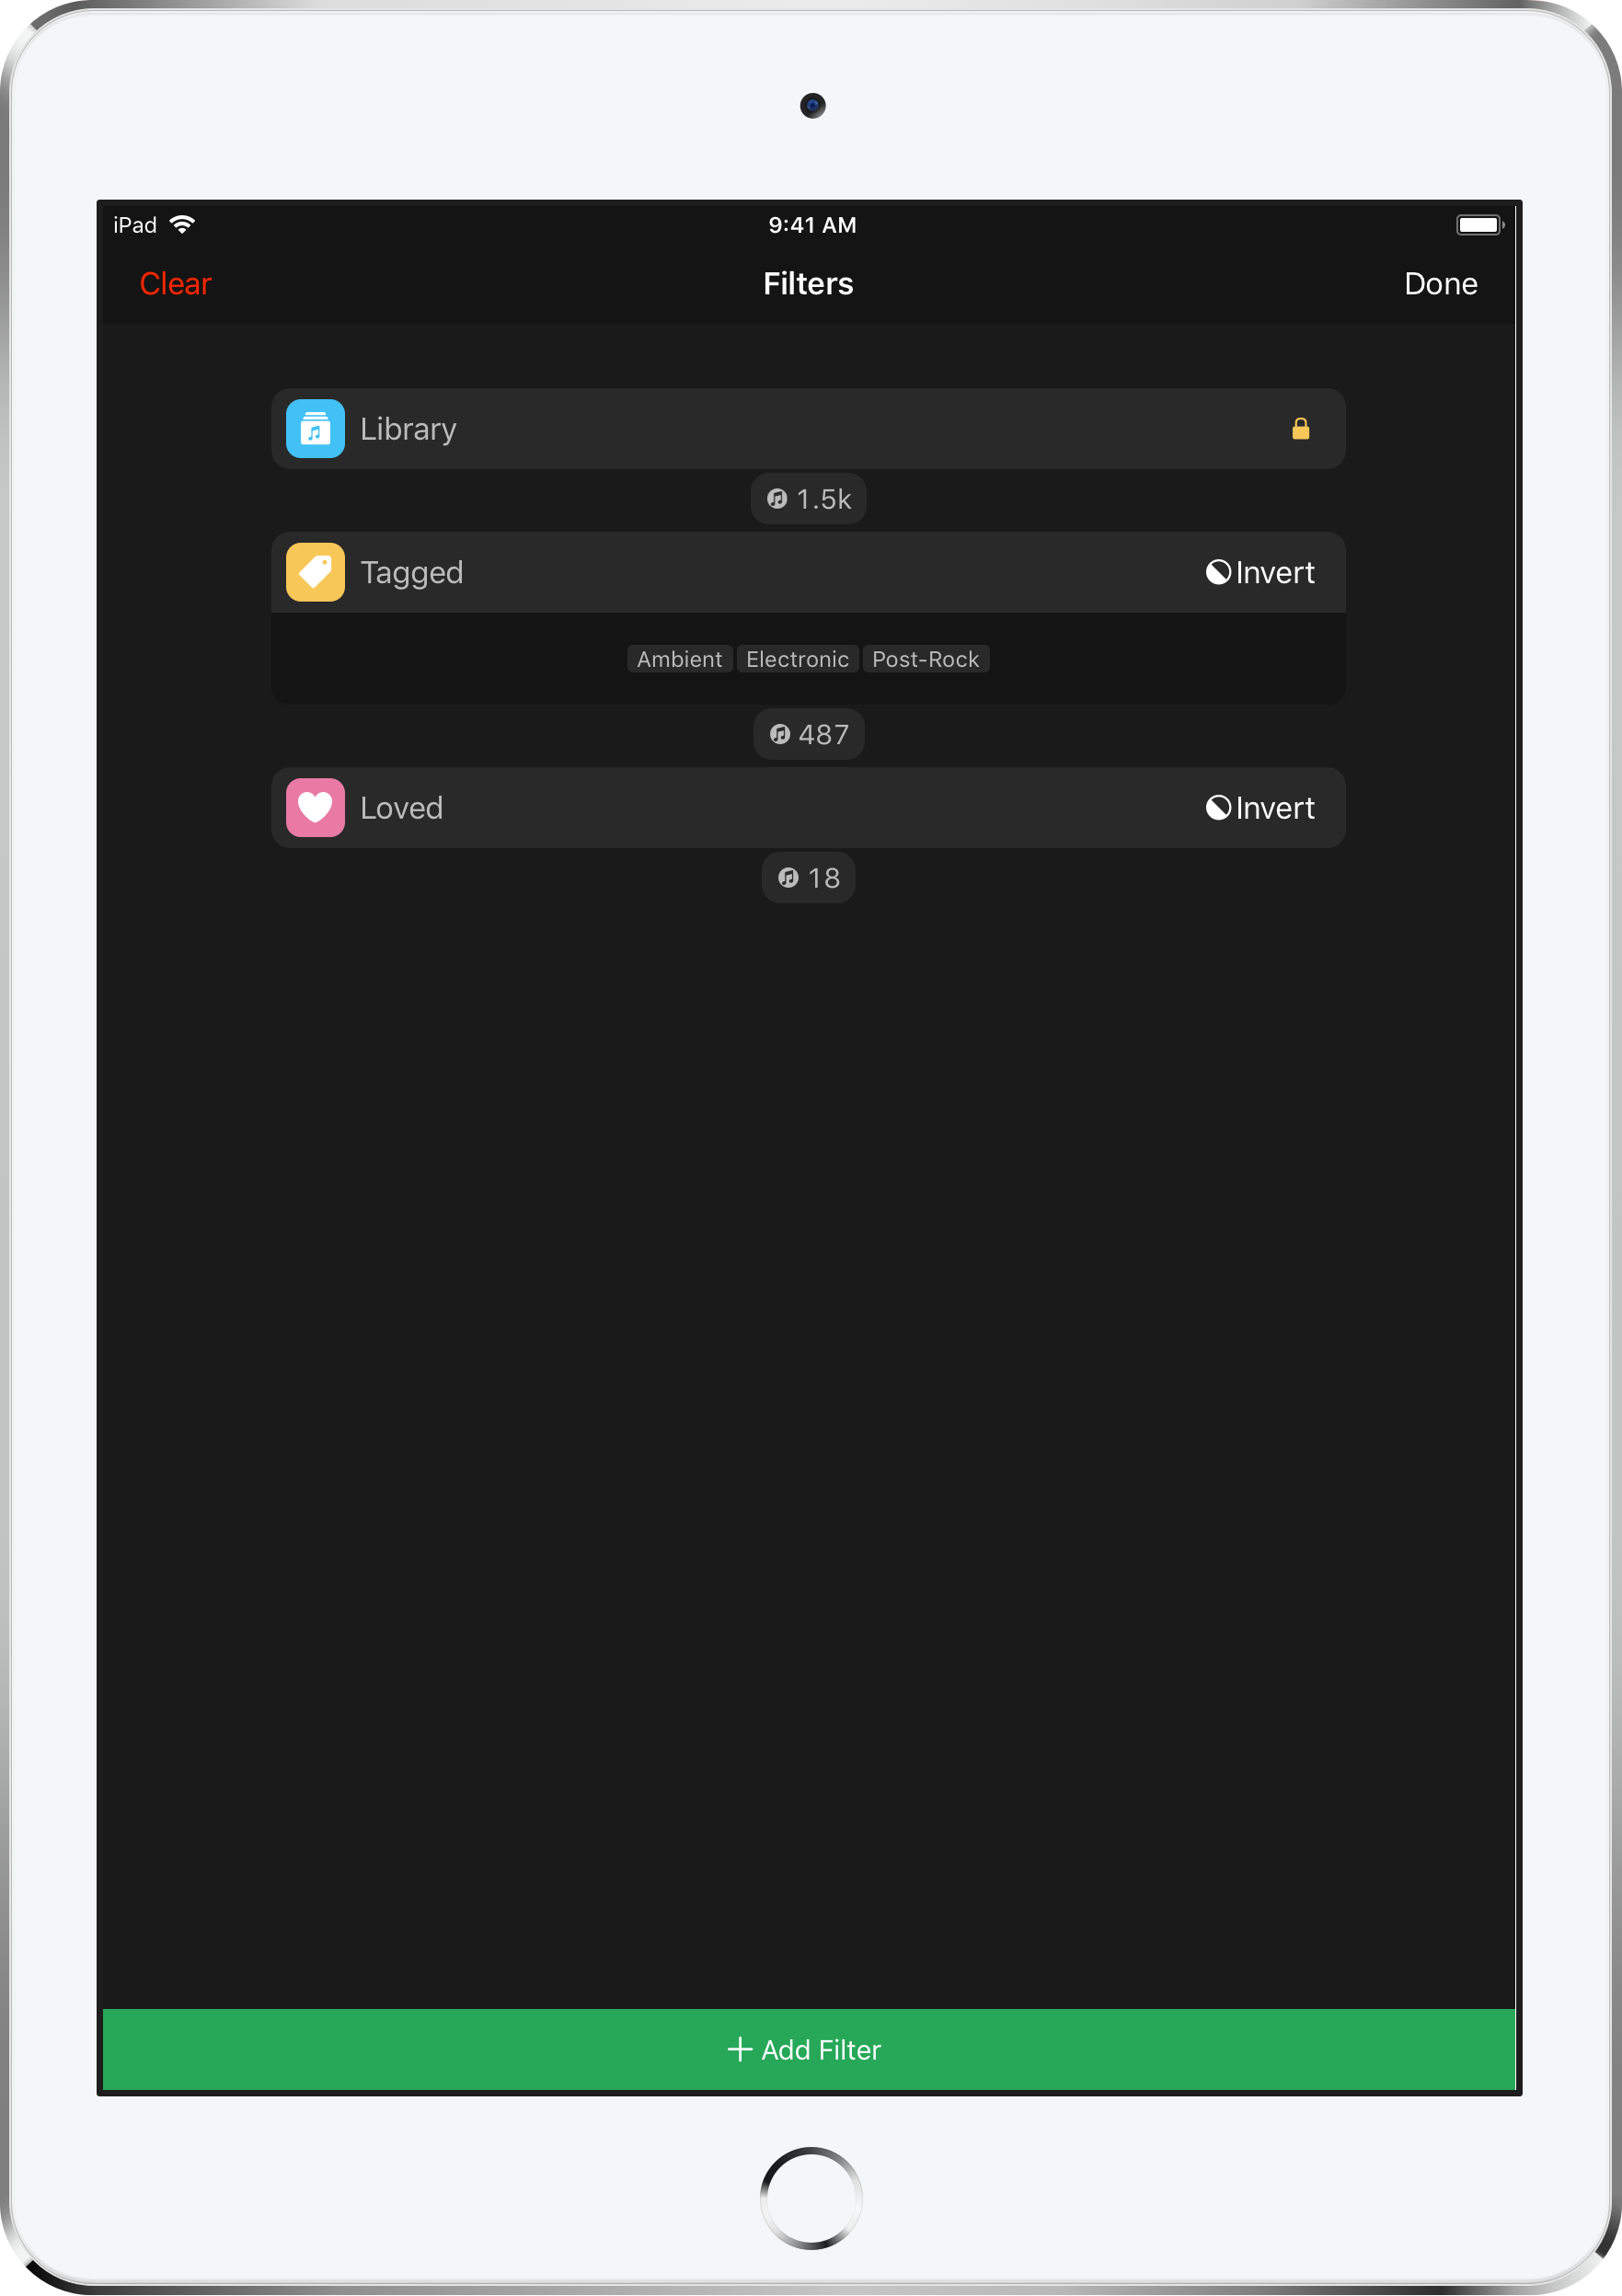 iPad 9:41 AM
Clear Filters Done
Library
1.5k
Tagged Invert
Ambient Electronic Post-Rock
487
Loved Invert
18
Add Filter